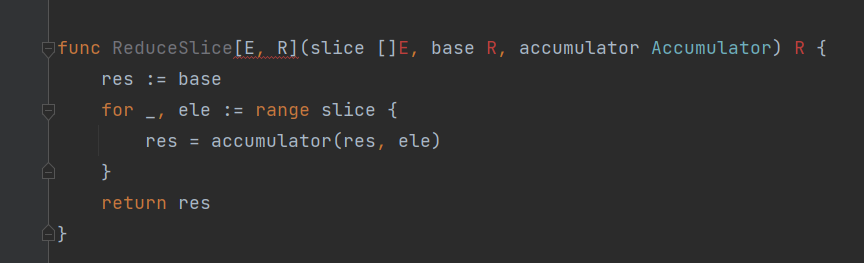 func ReduceSlice[E, R](slice []E, base R, accumulator Accumulator) R {
    res := base
    for _, ele := range slice {
        res = accumulator(res, ele)
    }
    return res
}